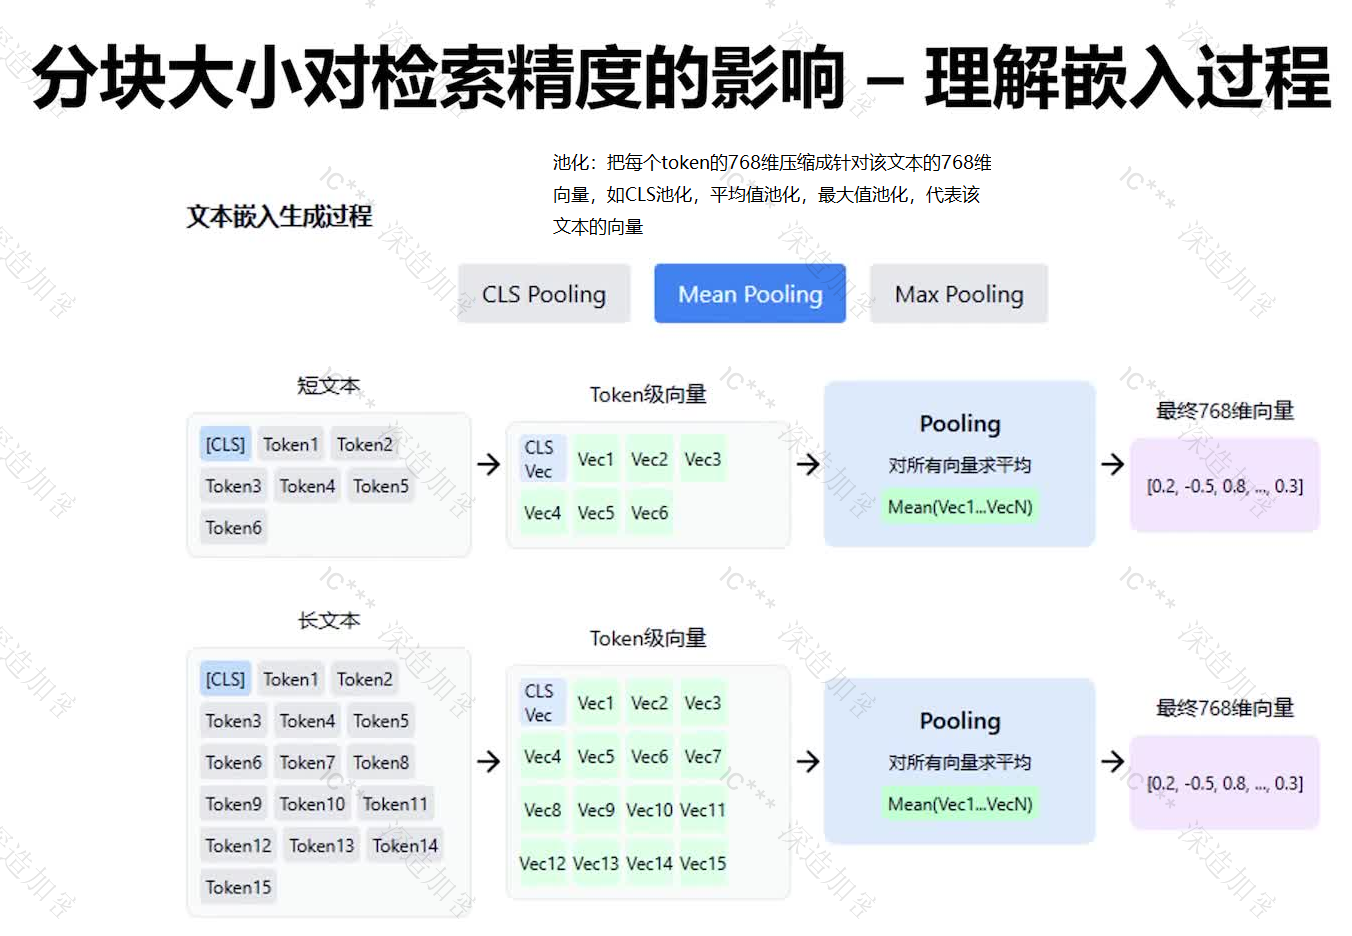 分块大小对检索精度的影响 – 理解嵌入过程
池化：把每个token的768维压缩成针对该文本的768维
向量，如CLS池化，平均值池化，最大值池化，代表该
文本的向量
文本嵌入生成过程
CLS Pooling
Mean Pooling
Max Pooling
短文本
[CLS] Token1 Token2
Token3 Token4 Token5
Token6
Token级向量
CLS
Vec
Vec1 Vec2 Vec3
Vec4 Vec5 Vec6
Pooling
对所有向量求平均
Mean(Vec1...VecN)
最终768维向量
[0.2, -0.5, 0.8, ..., 0.3]
长文本
[CLS] Token1 Token2
Token3 Token4 Token5
Token6 Token7 Token8
Token9 Token10 Token11
Token12 Token13 Token14
Token15
Token级向量
CLS
Vec
Vec1 Vec2 Vec3
Vec4 Vec5 Vec6 Vec7
Vec8 Vec9 Vec10 Vec11
Vec12 Vec13 Vec14 Vec15
Pooling
对所有向量求平均
Mean(Vec1...VecN)
最终768维向量
[0.2, -0.5, 0.8, ..., 0.3]